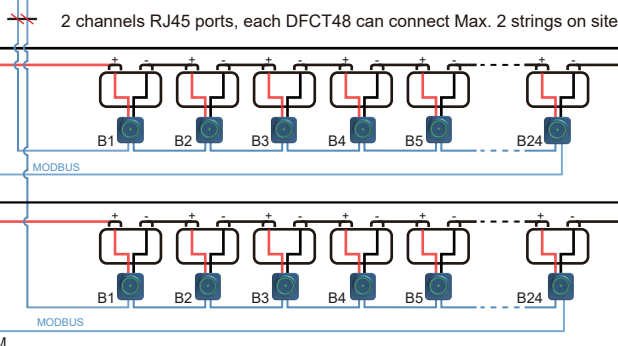 2 channels RJ45 ports, each DFCT48 can connect Max. 2 strings on site
+ - + - + - + - + - + -
B1 B2 B3 B4 B5 B24
MODBUS
+ - + - + - + - + - + -
B1 B2 B3 B4 B5 B24
MODBUS